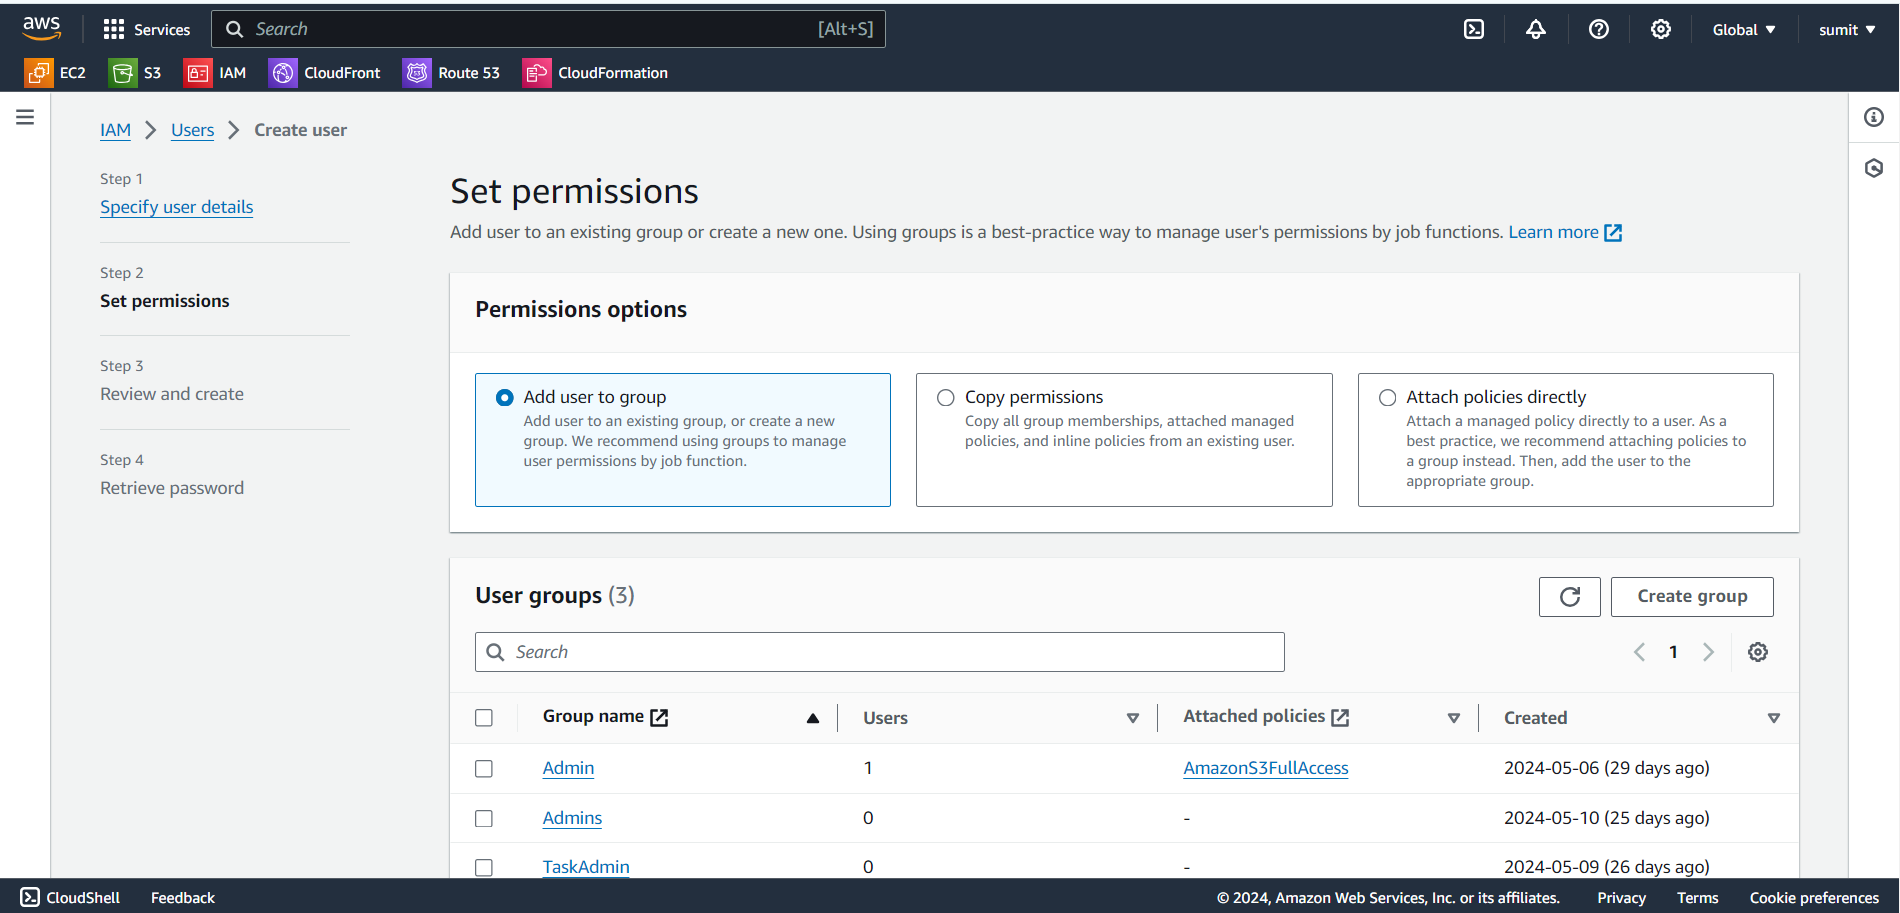 aws
Services
Search
[Alt+S]
Global
sumit
EC2
S3
IAM
CloudFront
53
Route 53
CloudFormation
IAM
Users
Create user
Step 1
Specify user details
Step 2
Set permissions
Step 3
Review and create
Step 4
Retrieve password
Set permissions
Add user to an existing group or create a new one. Using groups is a best-practice way to manage user's permissions by job functions. Learn more
Permissions options
Add user to group
Add user to an existing group, or create a new
group. We recommend using groups to manage
user permissions by job function.
Copy permissions
Copy all group memberships, attached managed
policies, and inline policies from an existing user.
Attach policies directly
Attach a managed policy directly to a user. As a
best practice, we recommend attaching policies to
a group instead. Then, add the user to the
appropriate group.
User groups (3)
Create group
Search
1
Group name
Users
Attached policies
Created
Admin
1
AmazonS3FullAccess
2024-05-06 (29 days ago)
Admins
0
-
2024-05-10 (25 days ago)
TaskAdmin
0
-
2024-05-09 (26 days ago)
CloudShell
Feedback
© 2024, Amazon Web Services, Inc. or its affiliates.
Privacy
Terms
Cookie preferences